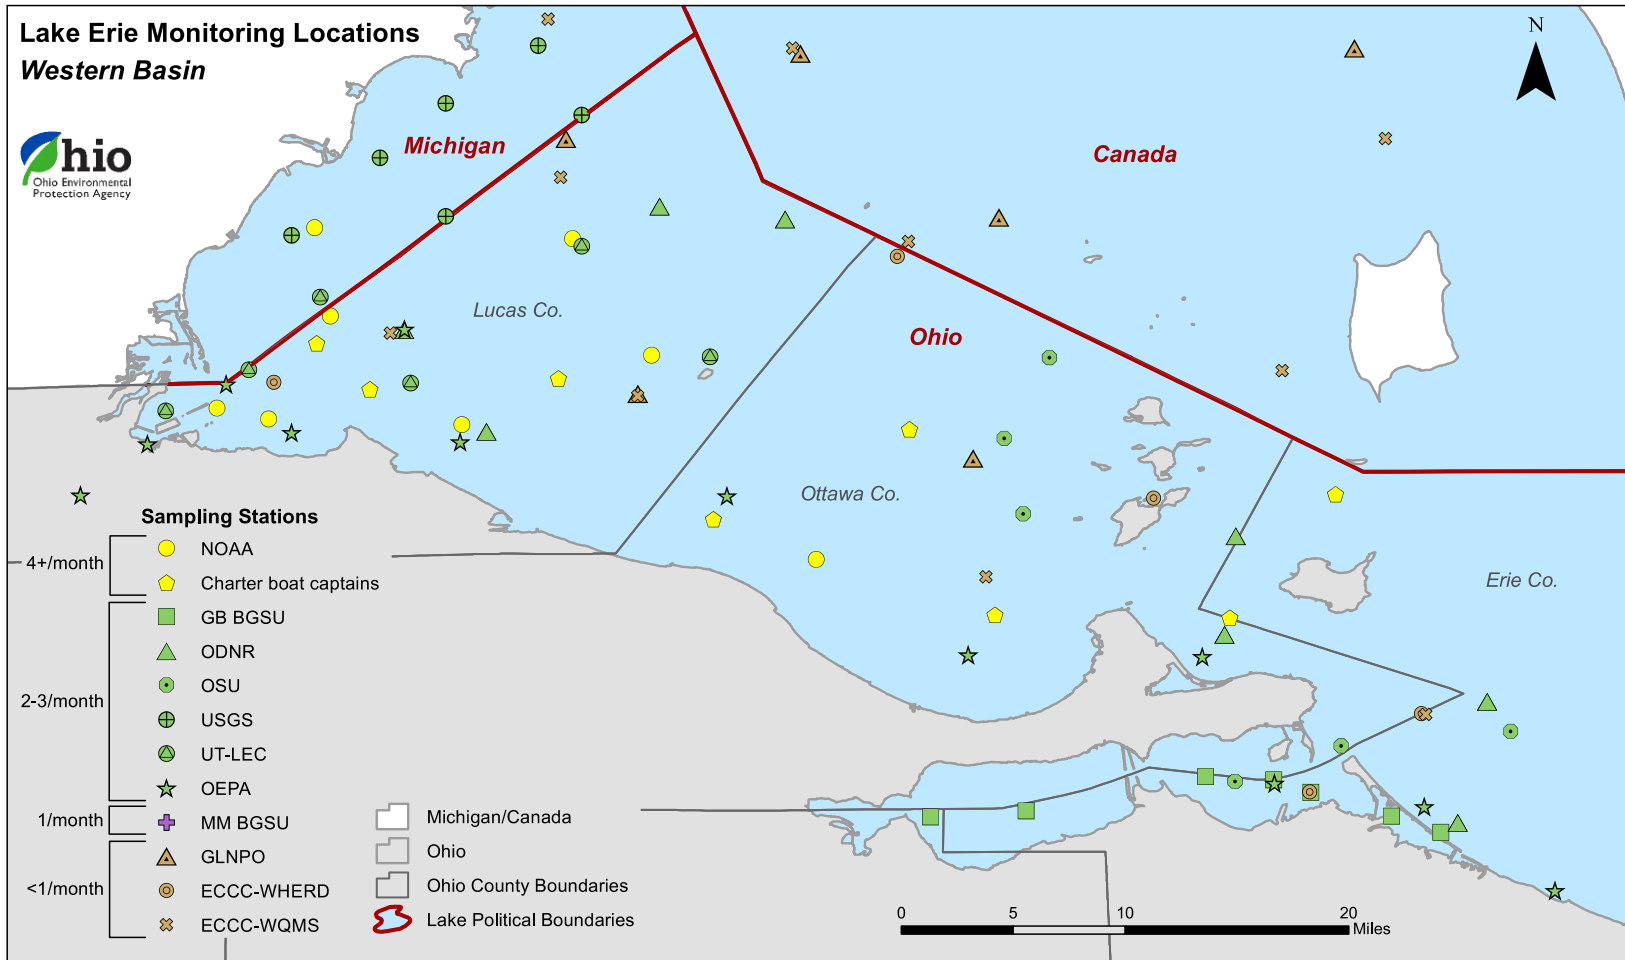 Lake Erie Monitoring Locations
Western Basin
N
Ohio
Ohio Environmental
Protection Agency
Michigan
Canada
Lucas Co.
Ohio
Ottawa Co.
Erie Co.
Sampling Stations
4+/month
NOAA
Charter boat captains
2-3/month
GB BGSU
ODNR
OSU
USGS
UT-LEC
OEPA
1/month
MM BGSU
<1/month
GLNPO
ECCC-WHERD
ECCC-WQMS
Michigan/Canada
Ohio
Ohio County Boundaries
Lake Political Boundaries
0 5 10 20
Miles